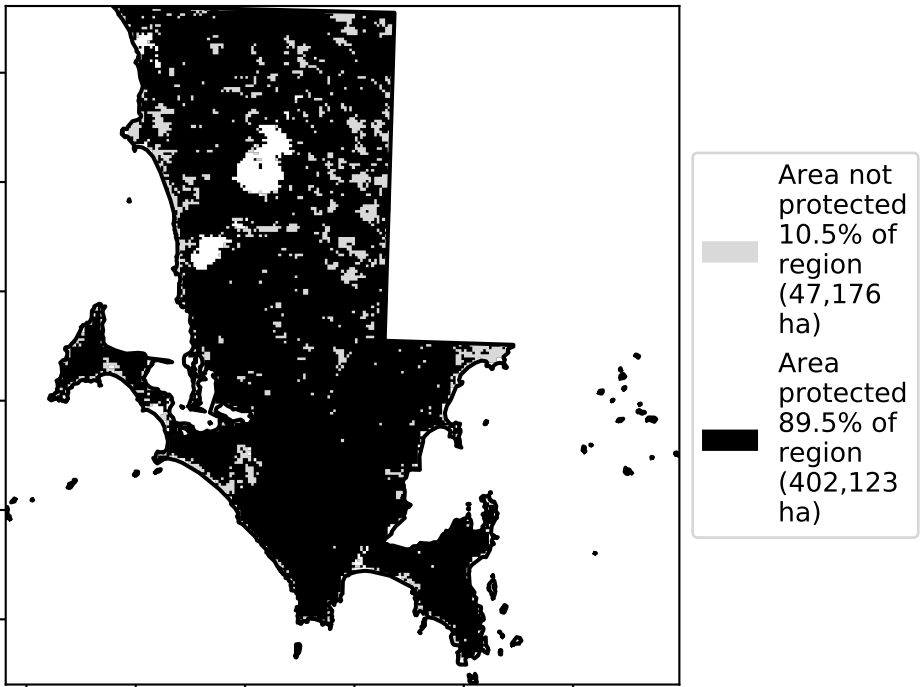 Area not
protected
10.5% of
region
(47,176
ha)
Area
protected
89.5% of
region
(402,123
ha)